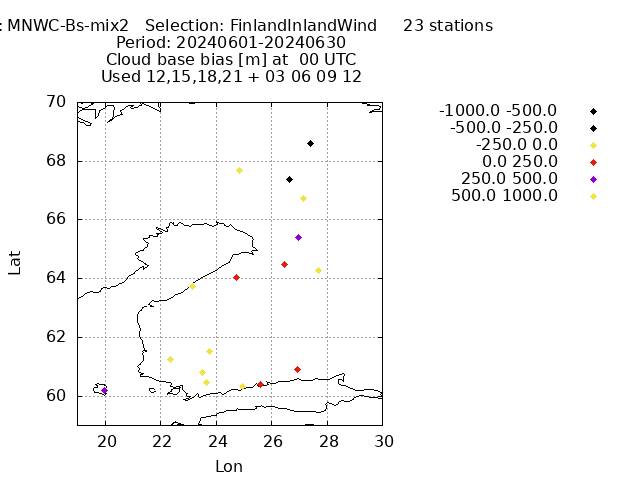 : MNWC-Bs-mix2 Selection: FinlandInlandWind 23 stations
Period: 20240601-20240630
Cloud base bias [m] at 00 UTC
Used 12,15,18,21 + 03 06 09 12
-1000.0 -500.0
-500.0 -250.0
-250.0 0.0
0.0 250.0
250.0 500.0
500.0 1000.0
70
68
66
64
62
60
Lat
20 22 24 26 28 30
Lon